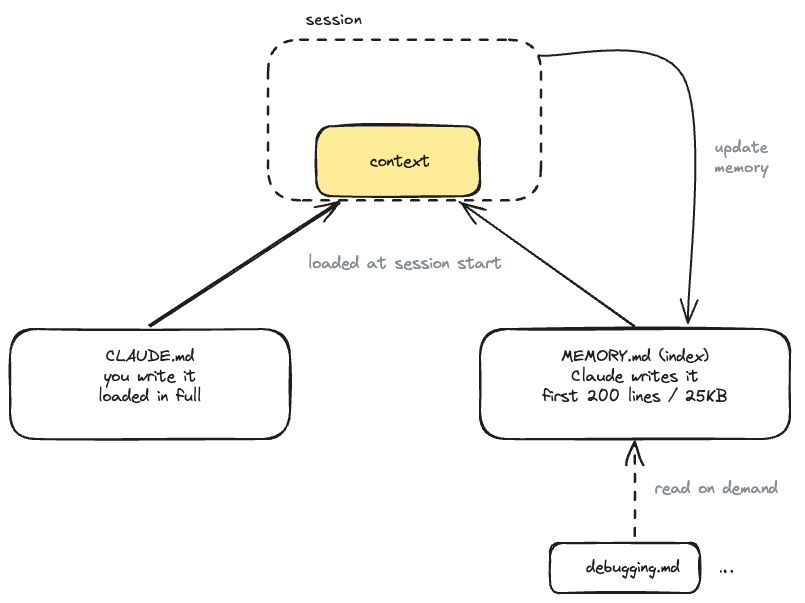 session
context
update
memory
loaded at session start
CLAUDE.md
you write it
loaded in full
MEMORY.md (index)
Claude writes it
first 200 lines / 25KB
read on demand
debugging.md
...